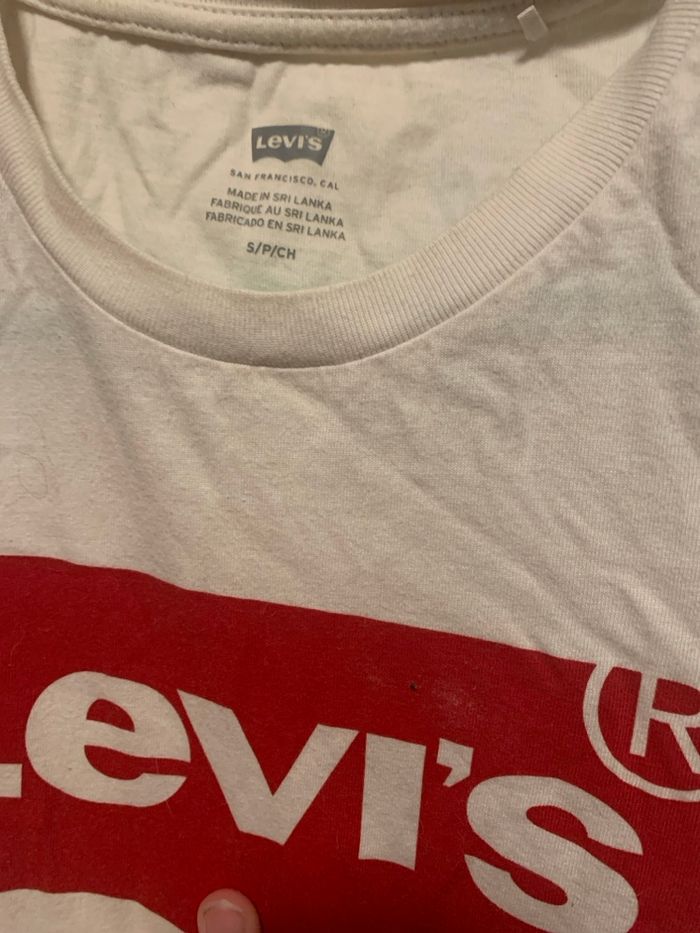 Levi's®
SAN FRANCISCO, CAL
MADE IN SRI LANKA
FABRIQUÉ AU SRI LANKA
FABRICADO EN SRI LANKA
S/P/CH
Levi's®